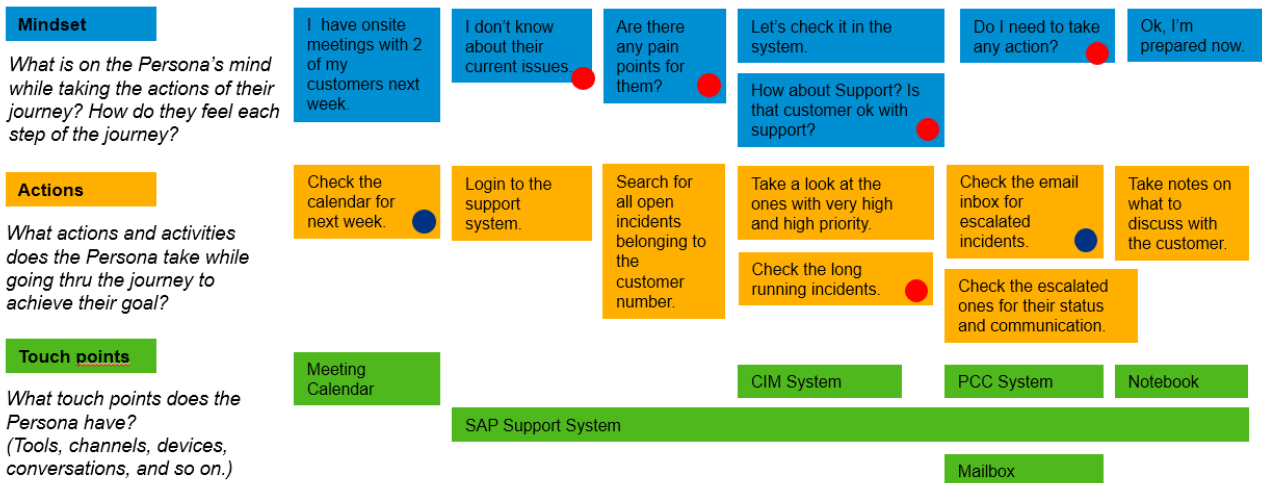 Mindset
What is on the Persona's mind
while taking the actions of their
journey? How do they feel each
step of the journey?
I have onsite
meetings with 2
of my
customers next
week.
I don't know
about their
current issues.
Are there
any pain
points for
them?
Let's check it in the
system.
How about Support? Is
that customer ok with
support?
Do I need to take
any action?
Ok, I'm
prepared now.
Actions
What actions and activities
does the Persona take while
going thru the journey to
achieve their goal?
Check the
calendar for
next week.
Login to the
support
system.
Search for
all open
incidents
belonging to
the
customer
number.
Take a look at the
ones with very high
and high priority.
Check the long
running incidents.
Check the email
inbox for
escalated
incidents.
Check the escalated
ones for their status
and communication.
Take notes on
what to
discuss with
the customer.
Touch points
What touch points does the
Persona have?
(Tools, channels, devices,
conversations, and so on.)
Meeting
Calendar
CIM System
PCC System
Notebook
SAP Support System
Mailbox